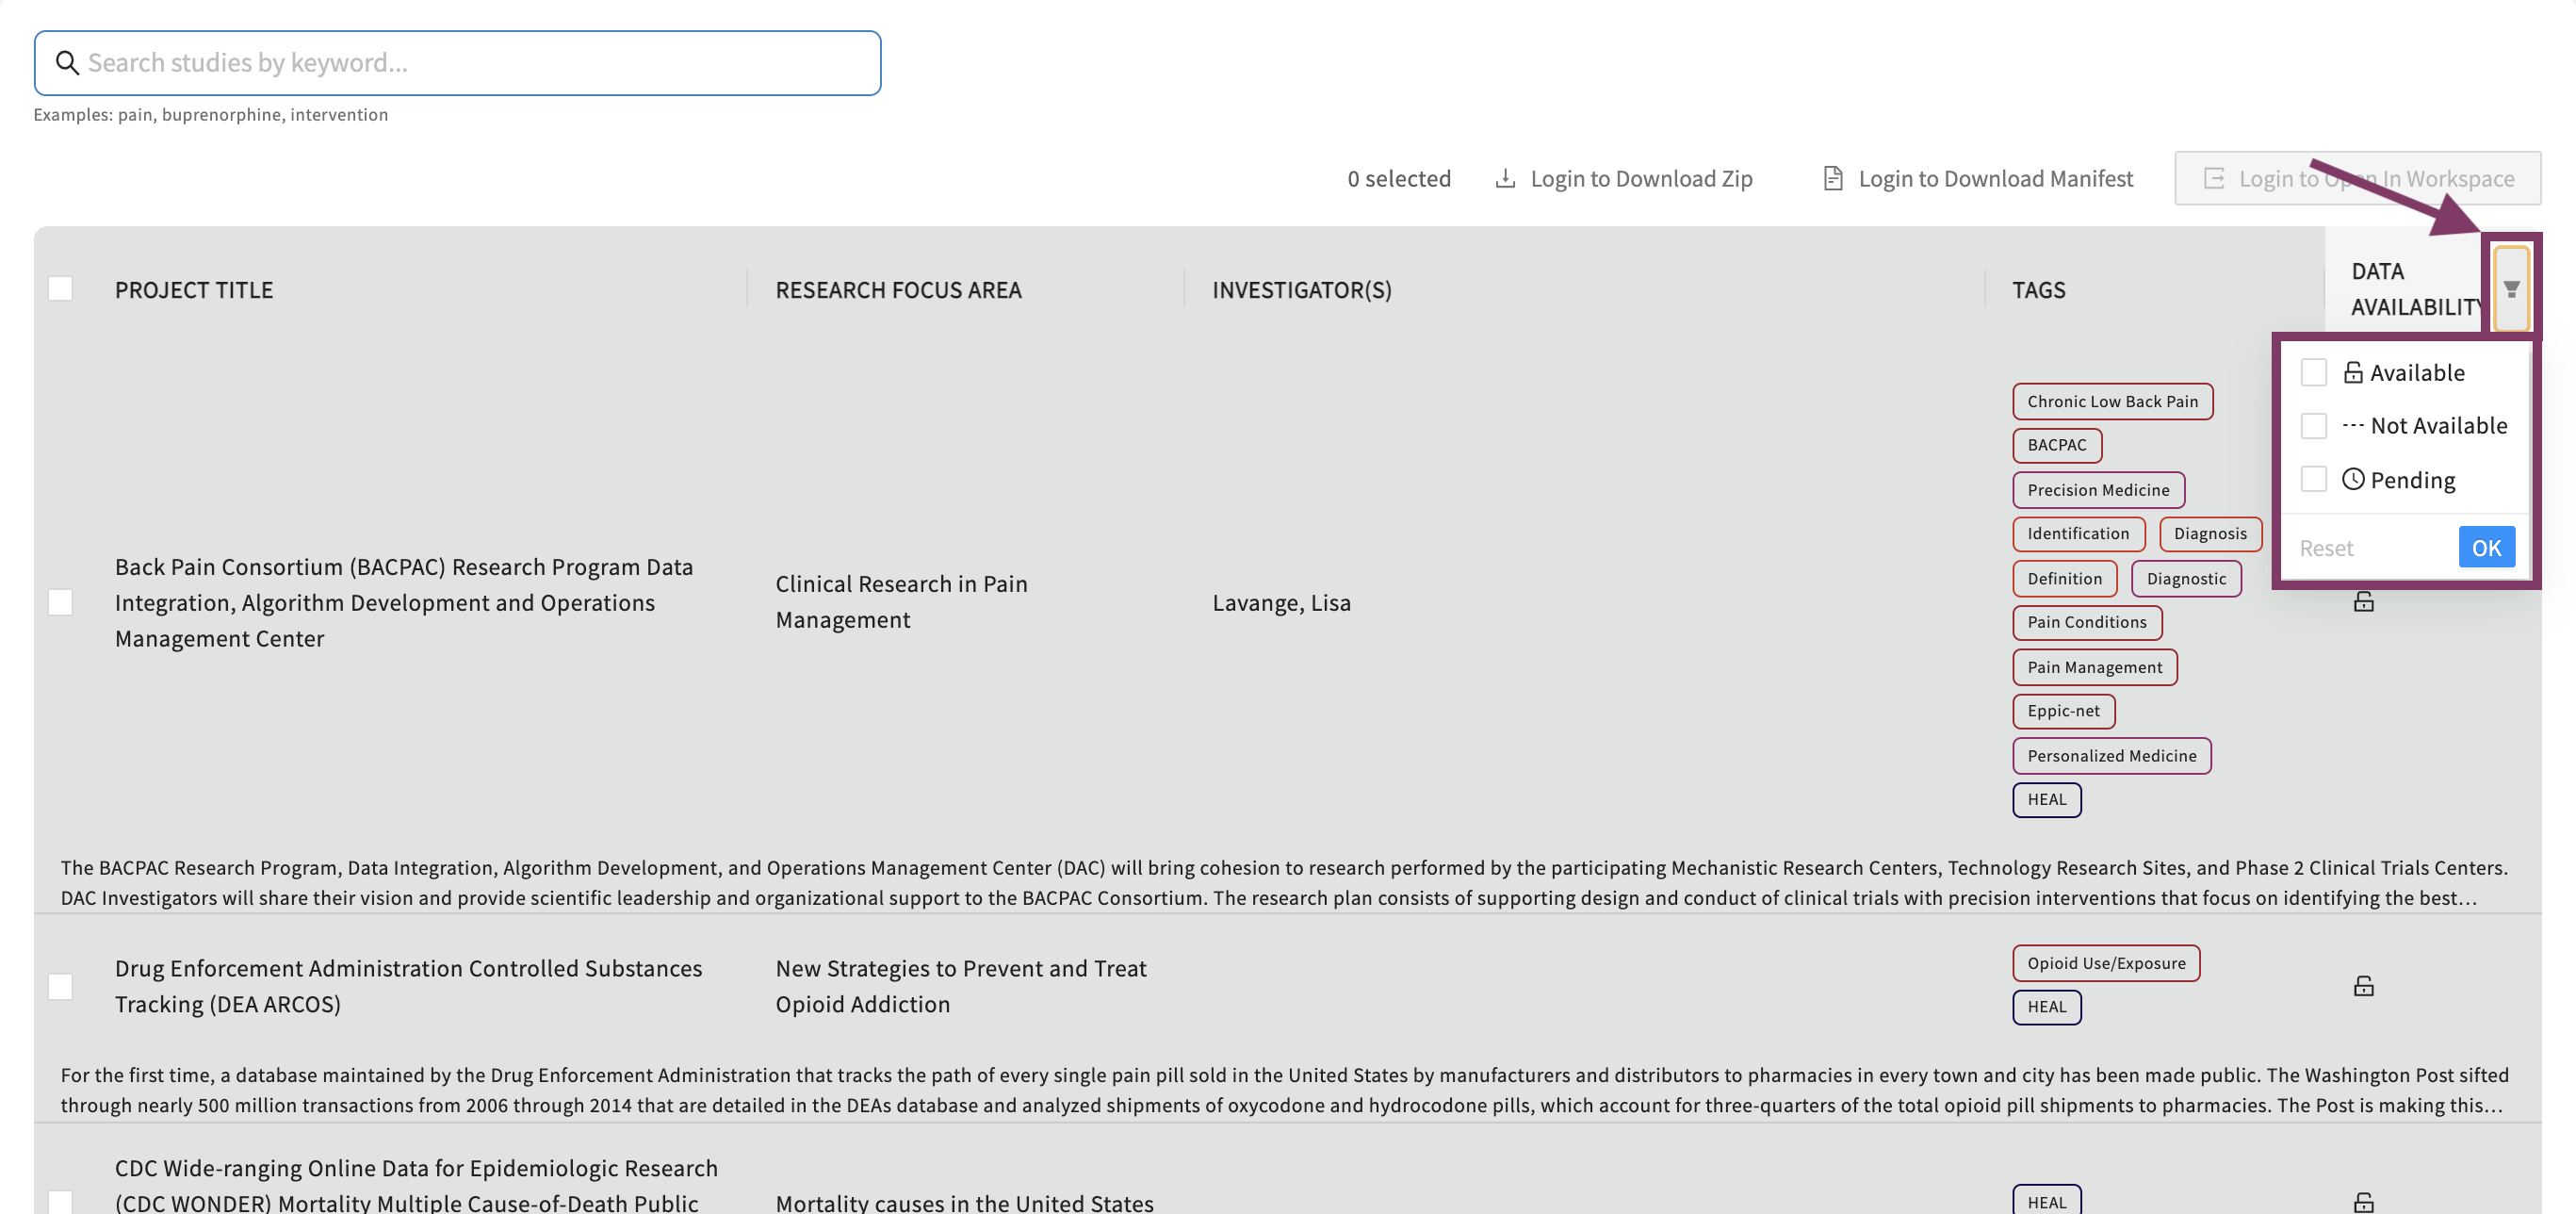 Search studies by keyword...
Examples: pain, buprenorphine, intervention
0 selected
Login to Download Zip
Login to Download Manifest
Login to Open In Workspace
PROJECT TITLE
RESEARCH FOCUS AREA
INVESTIGATOR(S)
TAGS
DATA
AVAILABILITY
Available
--- Not Available
Pending
Reset
OK
Back Pain Consortium (BACPAC) Research Program Data
Integration, Algorithm Development and Operations
Management Center
Clinical Research in Pain
Management
Lavange, Lisa
Chronic Low Back Pain
BACPAC
Precision Medicine
Identification
Diagnosis
Definition
Diagnostic
Pain Conditions
Pain Management
Eppic-net
Personalized Medicine
HEAL
The BACPAC Research Program, Data Integration, Algorithm Development, and Operations Management Center (DAC) will bring cohesion to research performed by the participating Mechanistic Research Centers, Technology Research Sites, and Phase 2 Clinical Trials Centers.
DAC Investigators will share their vision and provide scientific leadership and organizational support to the BACPAC Consortium. The research plan consists of supporting design and conduct of clinical trials with precision interventions that focus on identifying the best...
Drug Enforcement Administration Controlled Substances
Tracking (DEA ARCOS)
New Strategies to Prevent and Treat
Opioid Addiction
Opioid Use/Exposure
HEAL
For the first time, a database maintained by the Drug Enforcement Administration that tracks the path of every single pain pill sold in the United States by manufacturers and distributors to pharmacies in every town and city has been made public. The Washington Post sifted
through nearly 500 million transactions from 2006 through 2014 that are detailed in the DEAs database and analyzed shipments of oxycodone and hydrocodone pills, which account for three-quarters of the total opioid pill shipments to pharmacies. The Post is making this...
CDC Wide-ranging Online Data for Epidemiologic Research
(CDC WONDER) Mortality Multiple Cause-of-Death Public
Mortality causes in the United States
HEAL